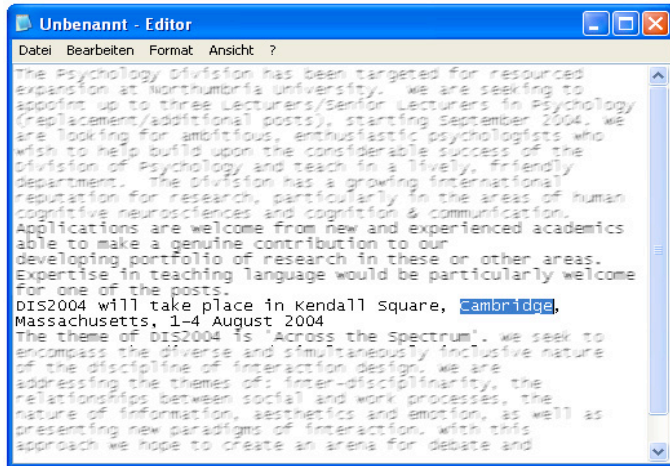 Unbenannt - Editor
Datei Bearbeiten Format Ansicht ?
The Psychology Division has been targeted for resourced
expansion at Northumbria University. We are seeking to
appoint up to three Lecturers/Senior Lecturers in Psychology
(replacement/additional posts), starting September 2004. We
are looking for ambitious, enthusiastic psychologists who
wish to help build upon the considerable success of the
Division of Psychology and teach in a lively, friendly
department. The Division has a growing international
reputation for research, particularly in the areas of human
cognitive neurosciences and cognition & communication.
Applications are welcome from new and experienced academics
able to make a genuine contribution to our
developing portfolio of research in these or other areas.
Expertise in teaching language would be particularly welcome
for one of the posts.
DIS2004 will take place in Kendall Square, Cambridge,
Massachusetts, 1-4 August 2004
The theme of DIS2004 is 'Across the Spectrum'. We seek to
encompass the diverse and simultaneously inclusive nature
of the discipline of interaction design. We are
addressing the themes of: inter-disciplinarity, the
relationships between social and work processes, the
nature of information, aesthetics and emotion, as well as
presenting new paradigms of interaction. With this
approach we hope to create an arena for debate and